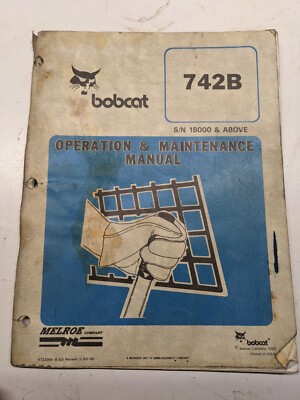 bobcat
742B
S/N 18000 & ABOVE
OPERATION & MAINTENANCE
MANUAL
MELROE COMPANY
bobcat